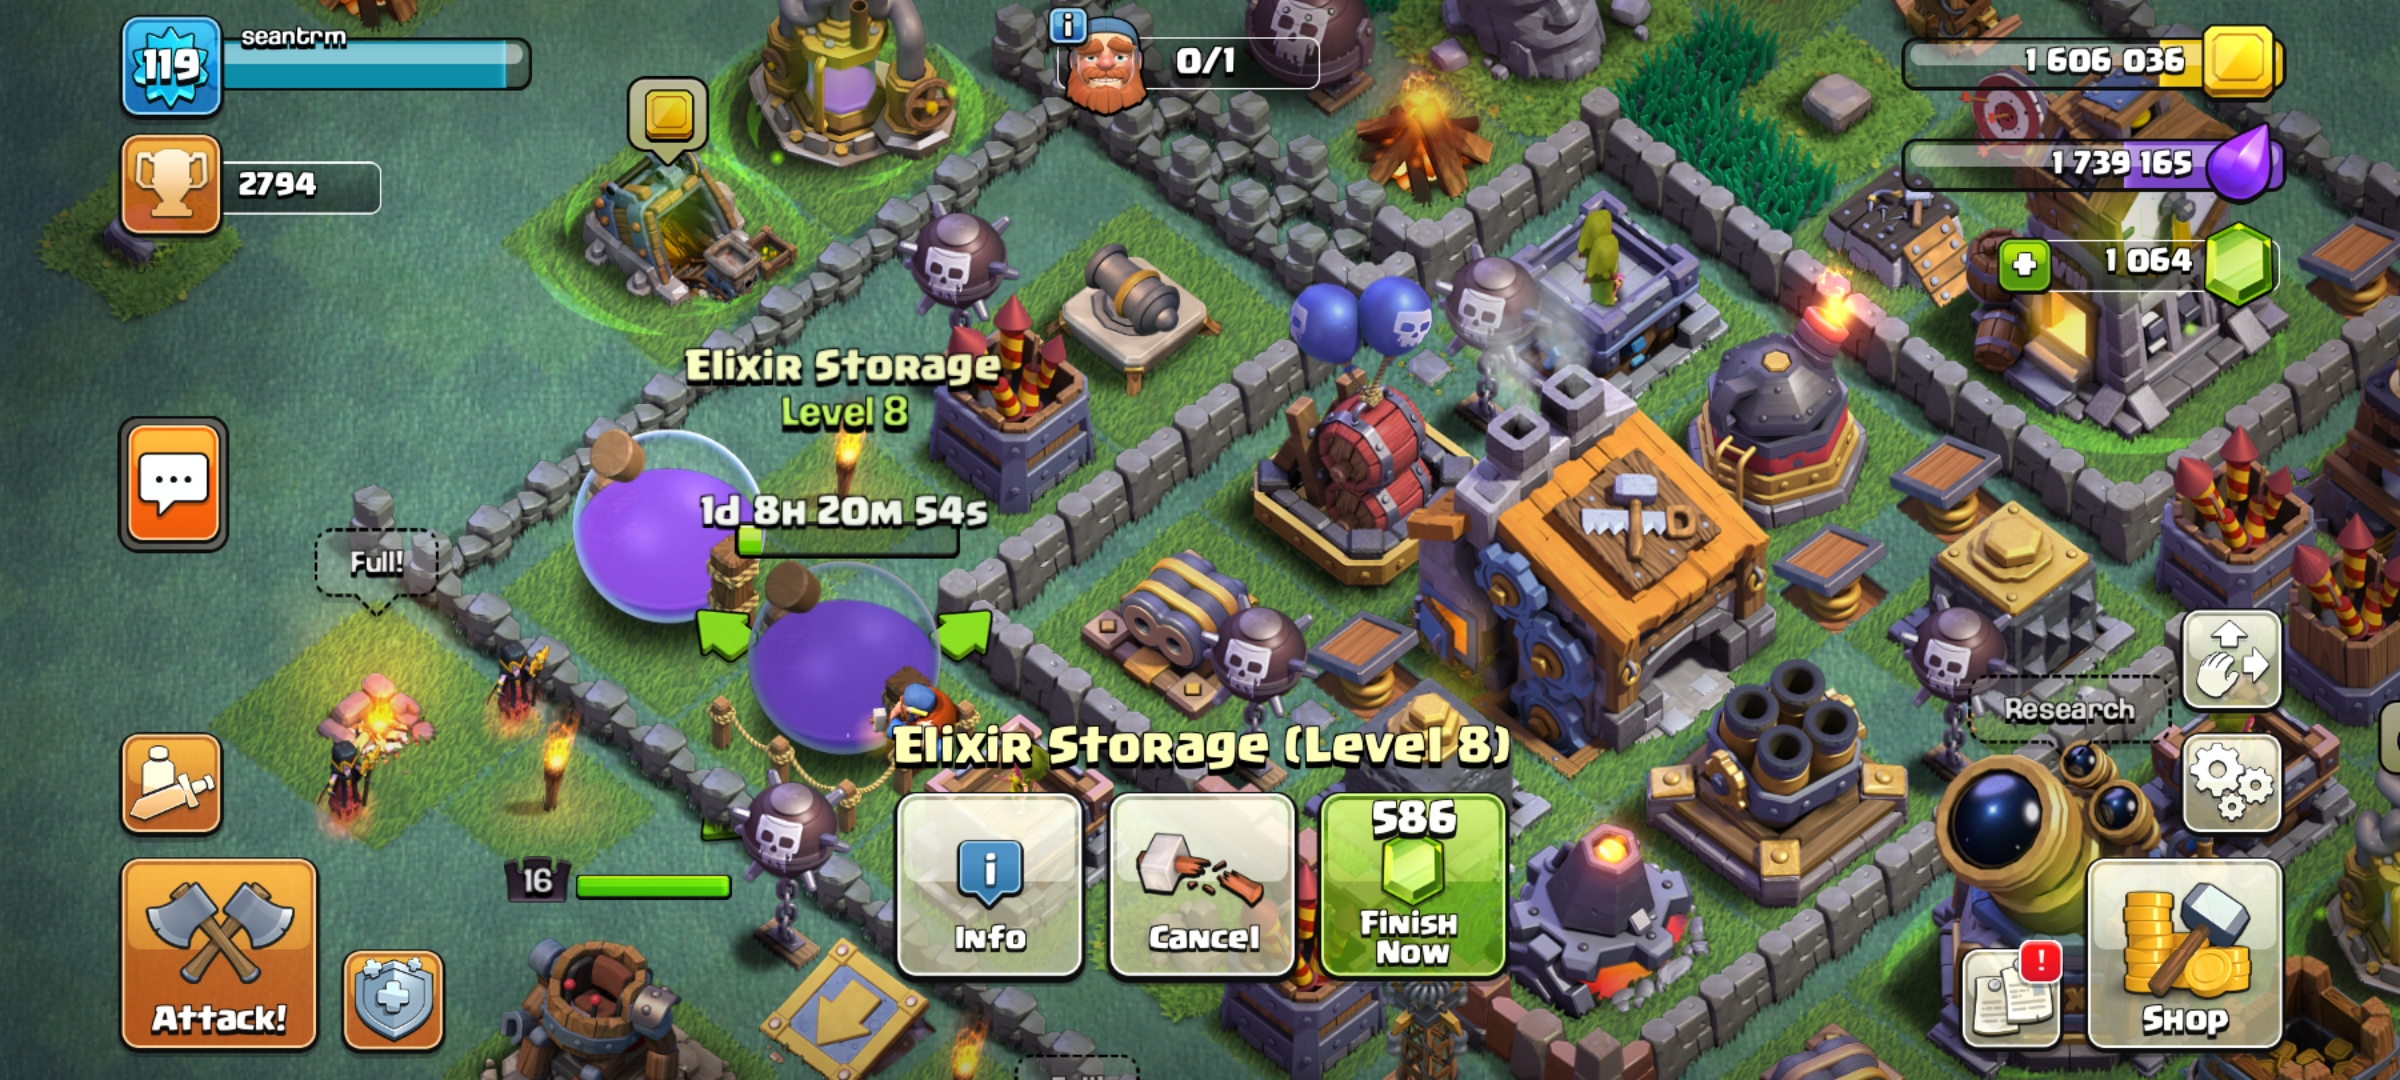 119
seantrm
0/1
1 606 036
2794
1 739 165
1 064
Elixir Storage
Level 8
1d 8H 20M 54s
Full!
Research
Elixir Storage (Level 8)
586
Finish
Now
Info
Cancel
16
Attack!
!
Shop